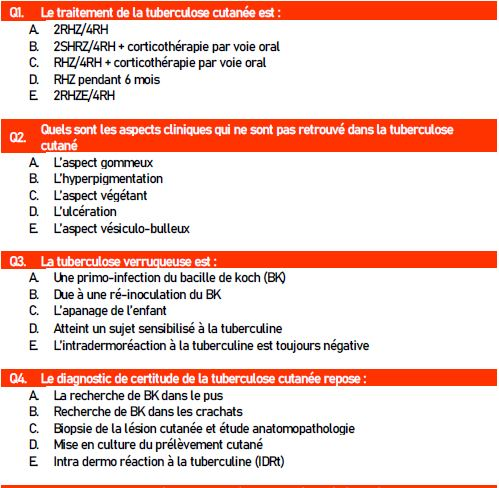 Q1. Le traitement de la tuberculose cutanée est :
A. 2RHZ/4RH
B. 2SHRZ/4RH + corticothérapie par voie oral
C. RHZ/4RH + corticothérapie par voie oral
D. RHZ pendant 6 mois
E. 2RHZE/4RH
Q2. Quels sont les aspects cliniques qui ne sont pas retrouvé dans la tuberculose
cutané
A. L'aspect gommeux
B. L'hyperpigmentation
C. L'aspect végétant
D. L'ulcération
E. L'aspect vésiculo-bulleux
Q3. La tuberculose verruqueuse est :
A. Une primo-infection du bacille de koch (BK)
B. Due à une ré-inoculation du BK
C. L'apanage de l'enfant
D. Atteint un sujet sensibilisé à la tuberculine
E. L'intradermoréaction à la tuberculine est toujours négative
Q4. Le diagnostic de certitude de la tuberculose cutanée repose :
A. La recherche de BK dans le pus
B. Recherche de BK dans les crachats
C. Biopsie de la lésion cutanée et étude anatomopathologie
D. Mise en culture du prélèvement cutané
E. Intra dermo réaction à la tuberculine (IDRt)